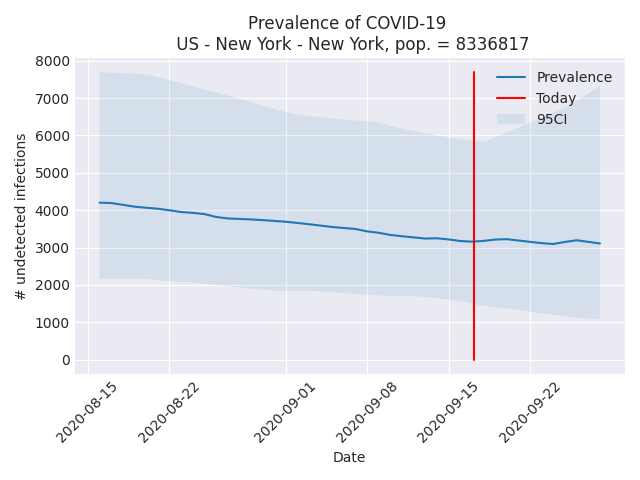 Prevalence of COVID-19
US - New York - New York, pop. = 8336817
8000
7000
6000
5000
4000
3000
2000
1000
0
# undetected infections
Prevalence
Today
95CI
2020-08-15
2020-08-22
2020-09-01
2020-09-08
2020-09-15
2020-09-22
Date